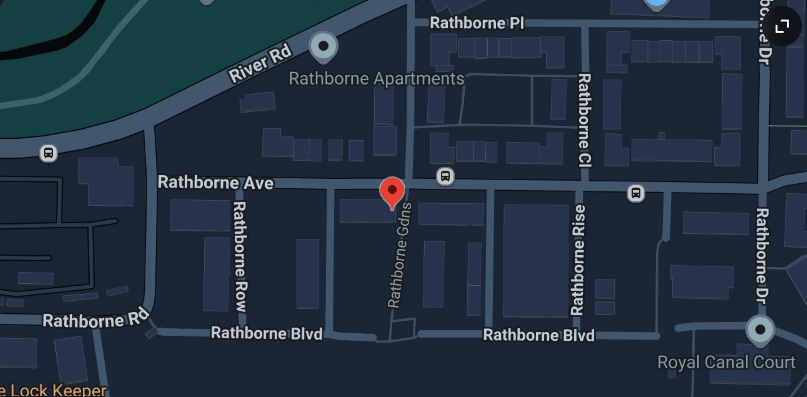 Rathborne Pl
River Rd
Rathborne Apartments
Rathborne Cl
Rathborne Ave
Rathborne Row
Rathborne Gdns
Rathborne Rise
Rathborne Dr
Rathborne Rd
Rathborne Blvd
Rathborne Blvd
Royal Canal Court
e Lock Keeper